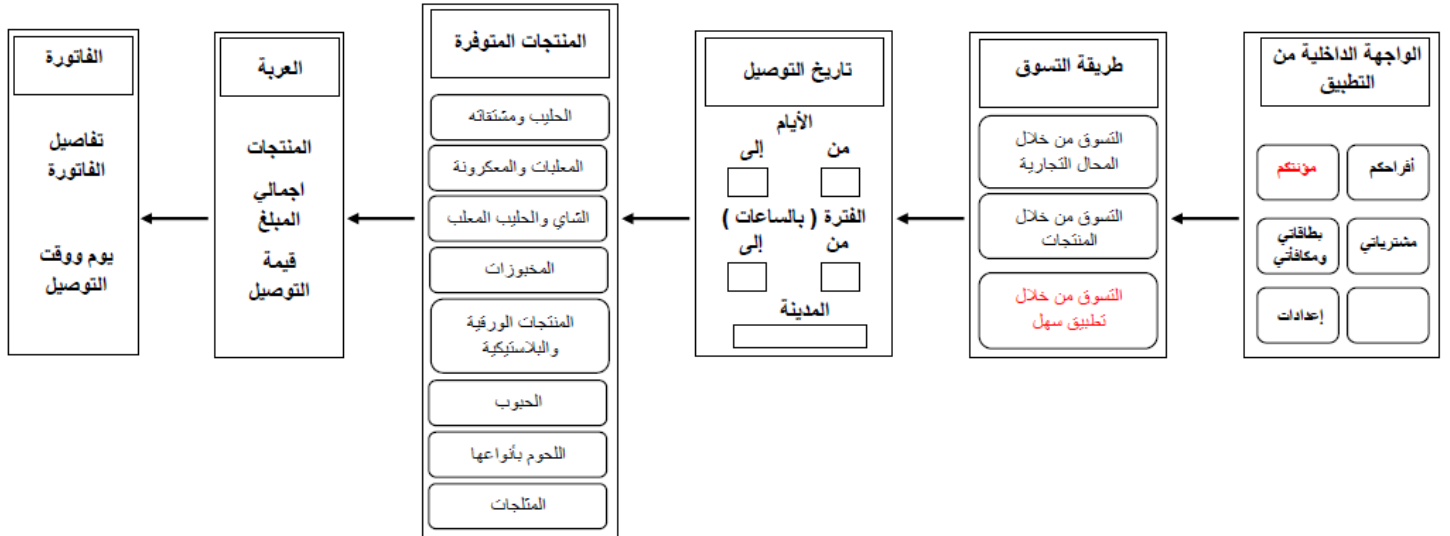 الواجهة الداخلية من
التطبيق
أفراحكم
مؤنتكم
مشترياتي
بطاقاتي
ومكافأتي
إعدادات
طريقة التسوق
التسوق من خلال
المحال التجارية
التسوق من خلال
المنتجات
التسوق من خلال
تطبيق سهل
تاريخ التوصيل
الأيام
من إلى
الفترة ( بالساعات )
من إلى
المدينة
المنتجات المتوفرة
الحليب ومشتقاته
المعلبات والمعكرونة
الشاي والحليب المعلب
المخبوزات
المنتجات الورقية
والبلاستيكية
الحبوب
اللحوم بأنواعها
المثلجات
العربة
المنتجات
اجمالي
المبلغ
قيمة
التوصيل
الفاتورة
تفاصيل
الفاتورة
يوم ووقت
التوصيل